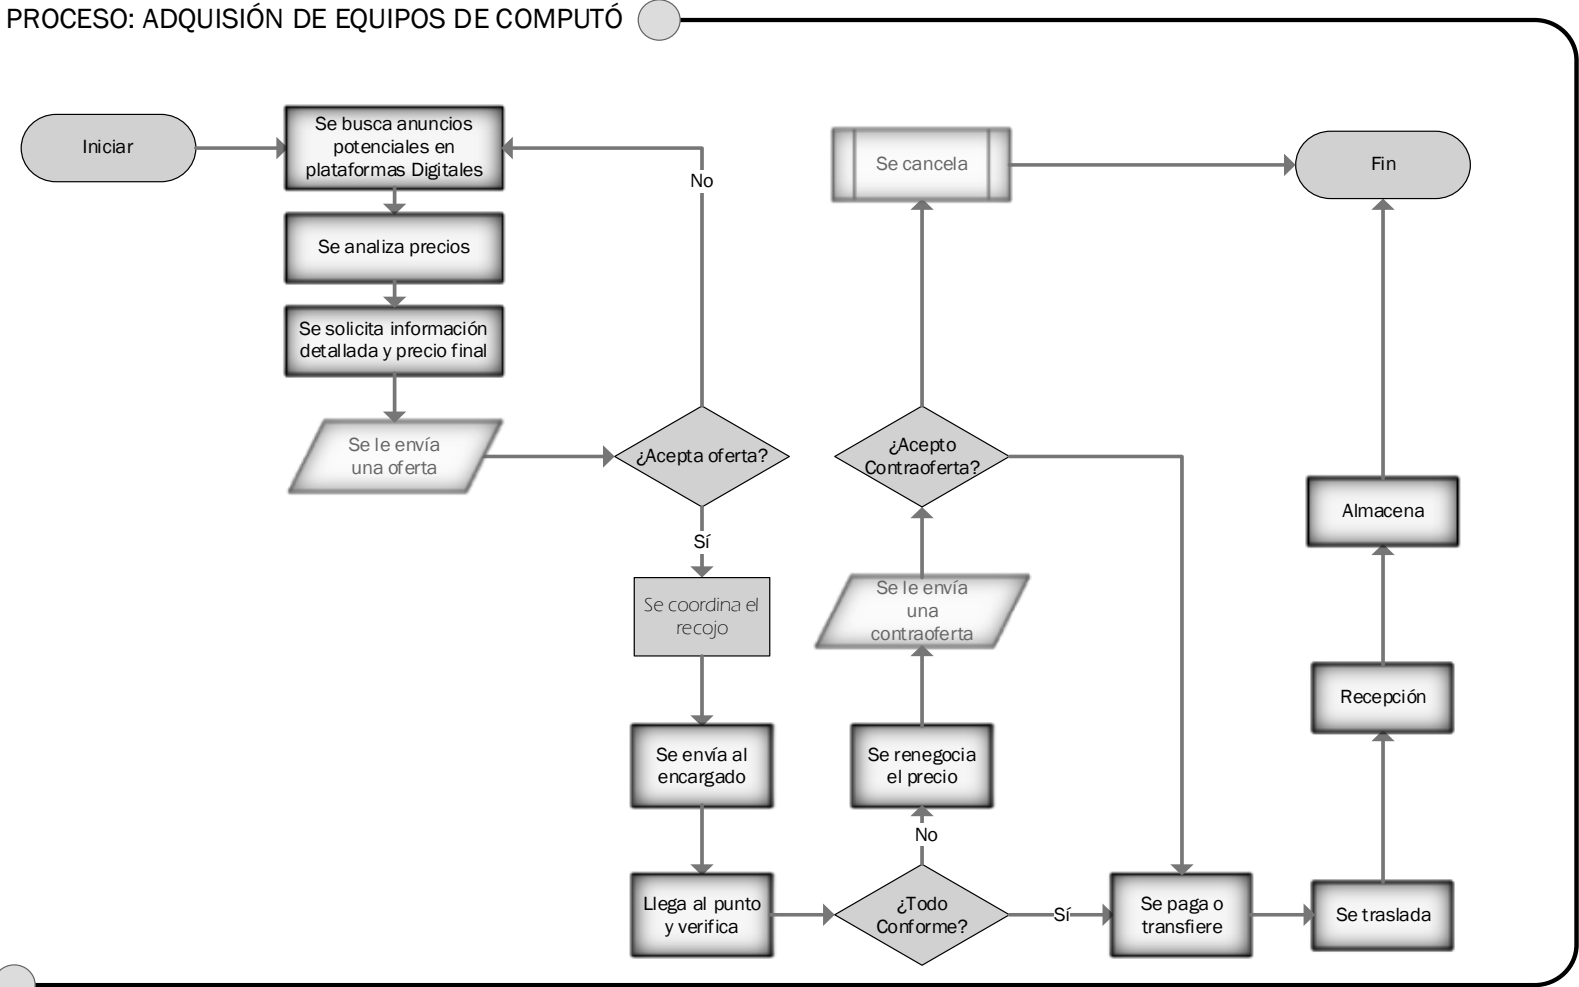 PROCESO: ADQUISIÓN DE EQUIPOS DE COMPUTÓ
Iniciar
Se busca anuncios
potenciales en
plataformas Digitales
Se analiza precios
Se solicita información
detallada y precio final
Se le envía
una oferta
¿Acepta oferta?
No
Sí
Se coordina el
recojo
Se envía al
encargado
Llega al punto
y verifica
¿Todo
Conforme?
No
Se renegocia
el precio
Se le envía
una
contraoferta
¿Acepto
Contraoferta?
Se cancela
Sí
Se paga o
transfiere
Se traslada
Recepción
Almacena
Fin